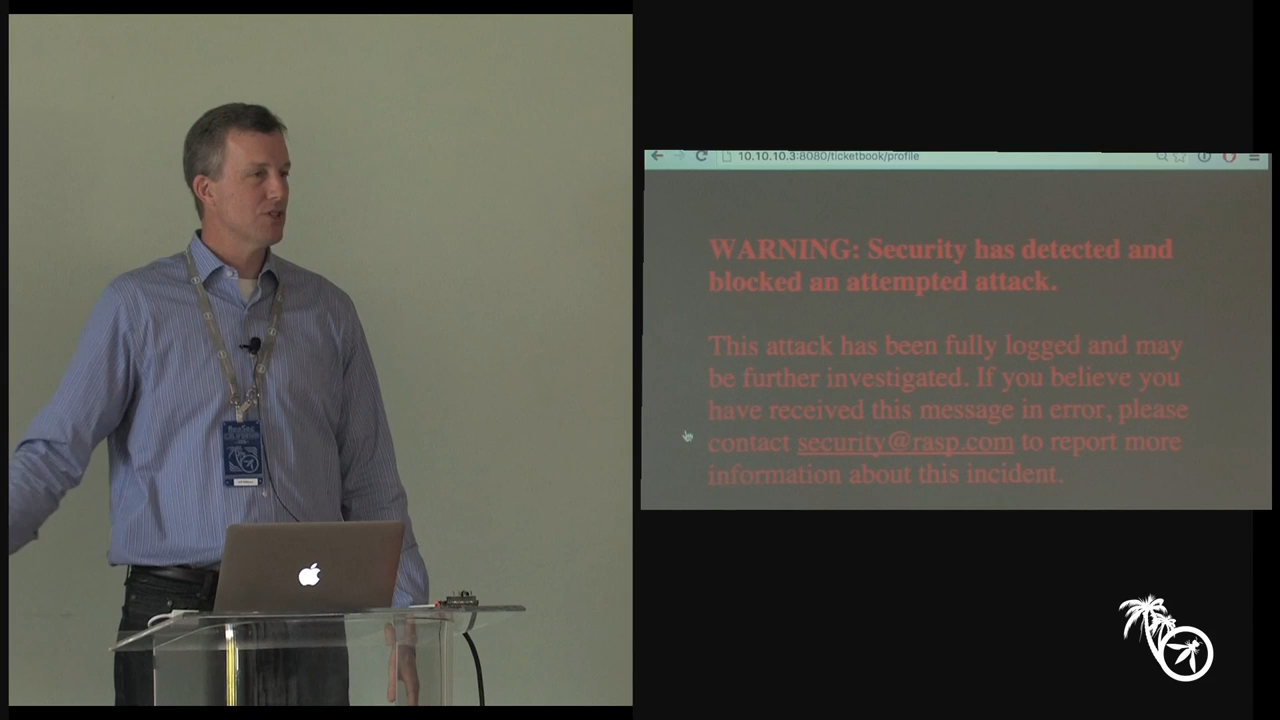 10.10.10.3:8080/ticketbook/profile
WARNING: Security has detected and
blocked an attempted attack.
This attack has been fully logged and may
be further investigated. If you believe you
have received this message in error, please
contact security@rasp.com to report more
information about this incident.